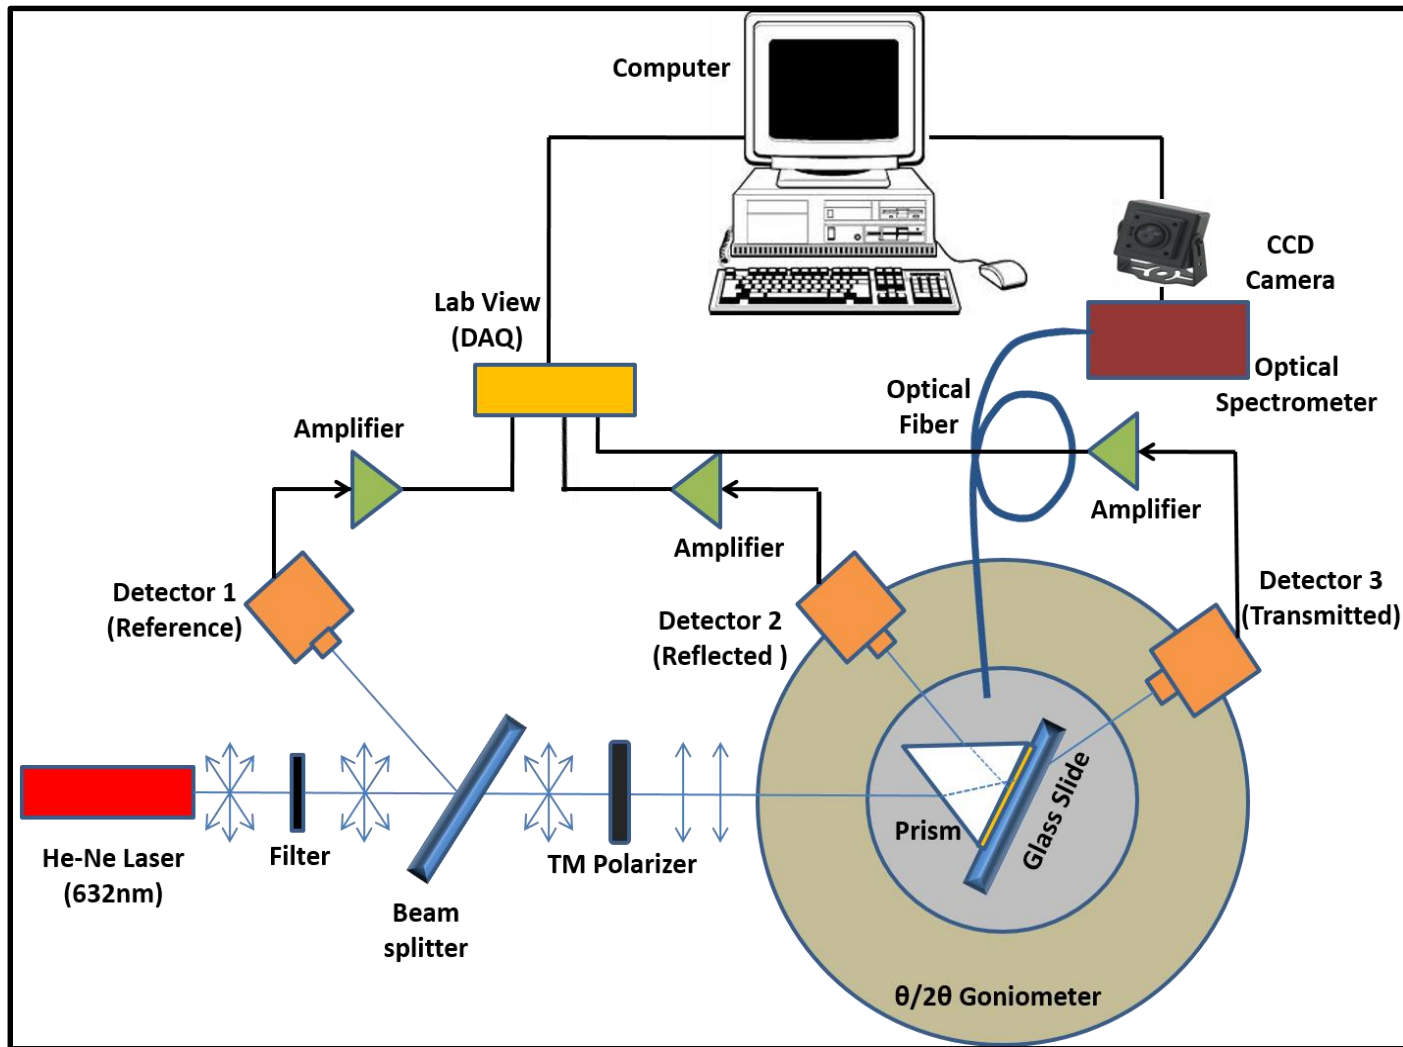 Computer
CCD
Camera
Lab View
(DAQ)
Optical
Spectrometer
Optical
Fiber
Amplifier
Amplifier
Amplifier
Detector 1
(Reference)
Detector 2
(Reflected )
Detector 3
(Transmitted)
Prism
Glass Slide
He-Ne Laser
(632nm)
Filter
TM Polarizer
Beam
splitter
θ/2θ Goniometer